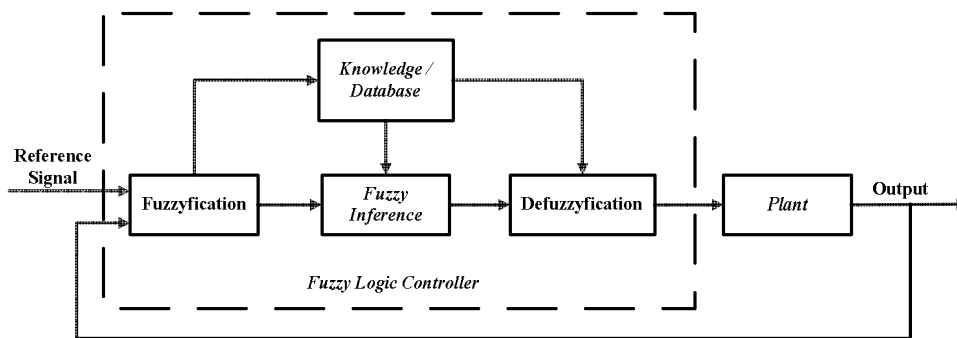 Knowledge /
Database
Reference
Signal
Fuzzyfication
Fuzzy
Inference
Defuzzyfication
Plant
Output
Fuzzy Logic Controller